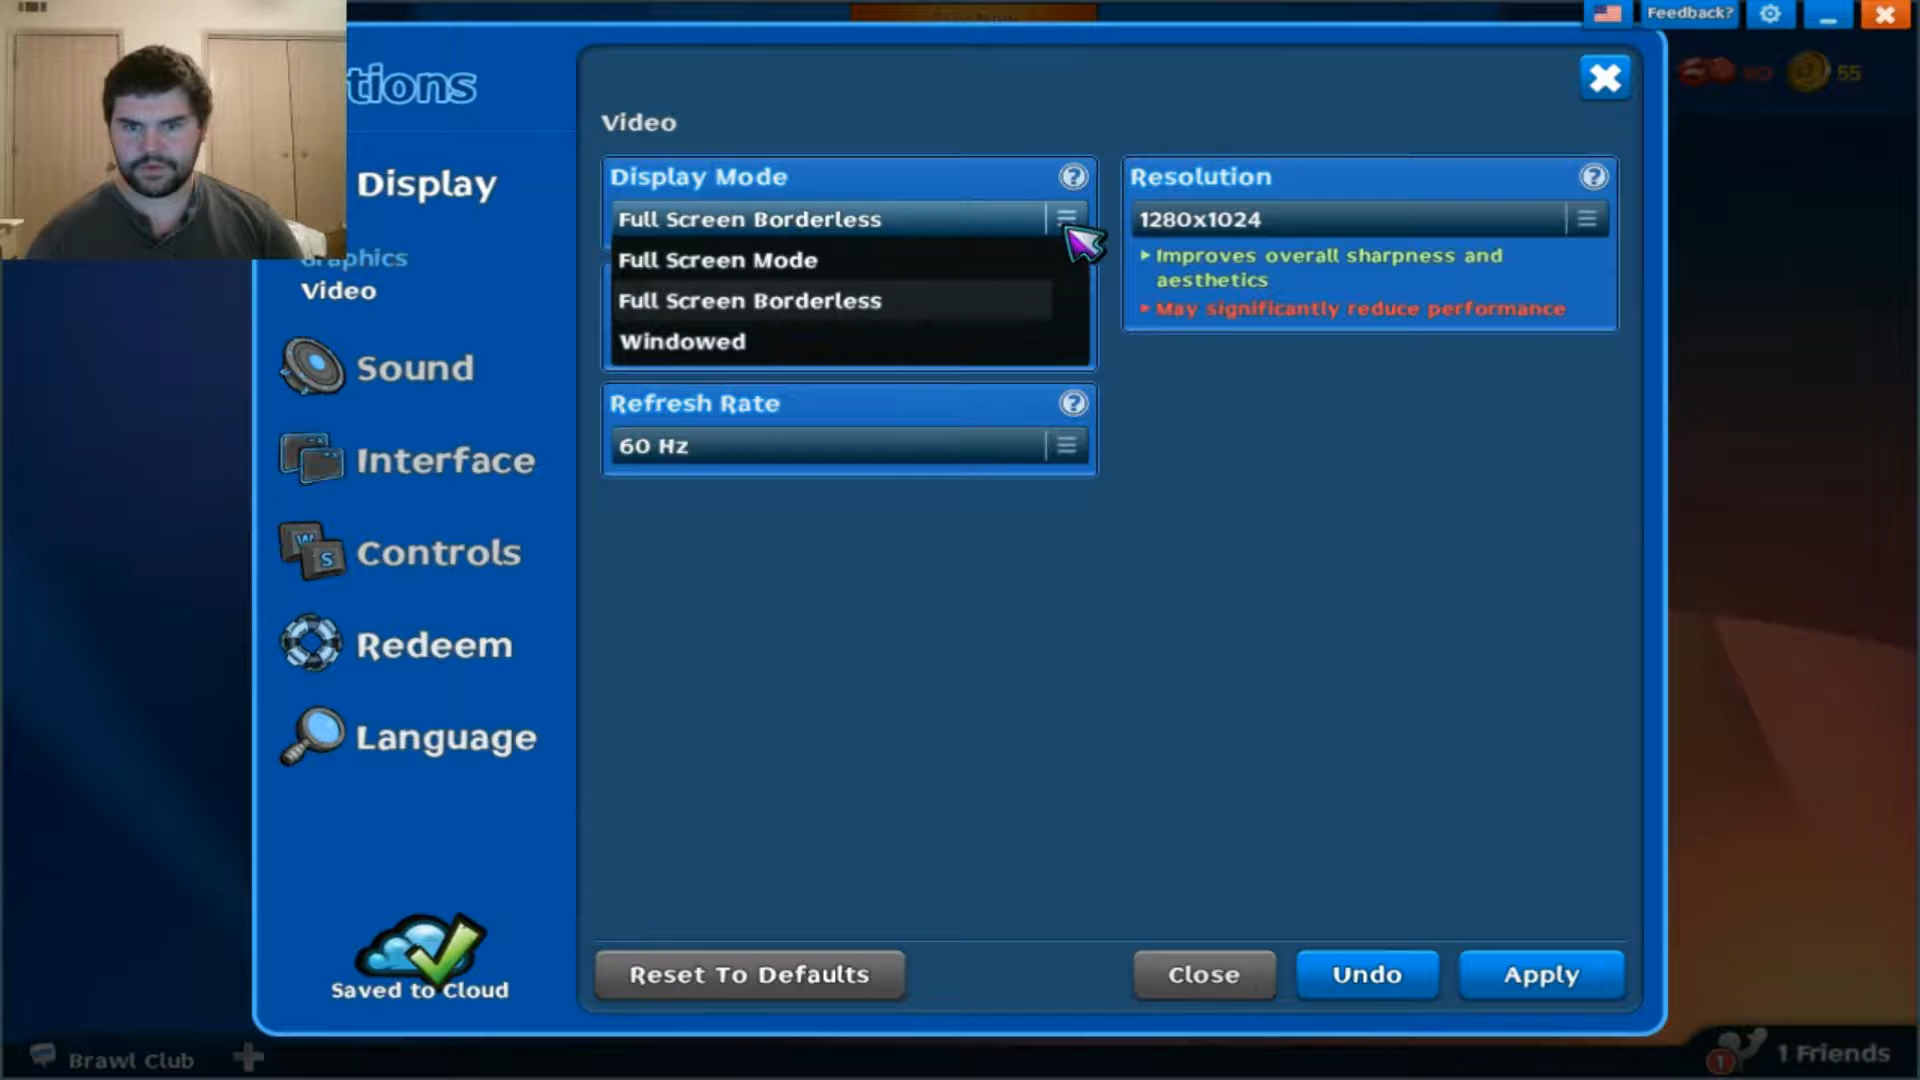 Feedback?
tions
55
Video
Display
Display Mode
Full Screen Borderless
Full Screen Mode
Full Screen Borderless
Windowed
Resolution
1280x1024
Improves overall sharpness and
aesthetics
May significantly reduce performance
Graphics
Video
Refresh Rate
60 Hz
Sound
Interface
Controls
W
S
Redeem
Language
Saved to Cloud
Reset To Defaults
Close
Undo
Apply
Brawl Club
1
1 Friends